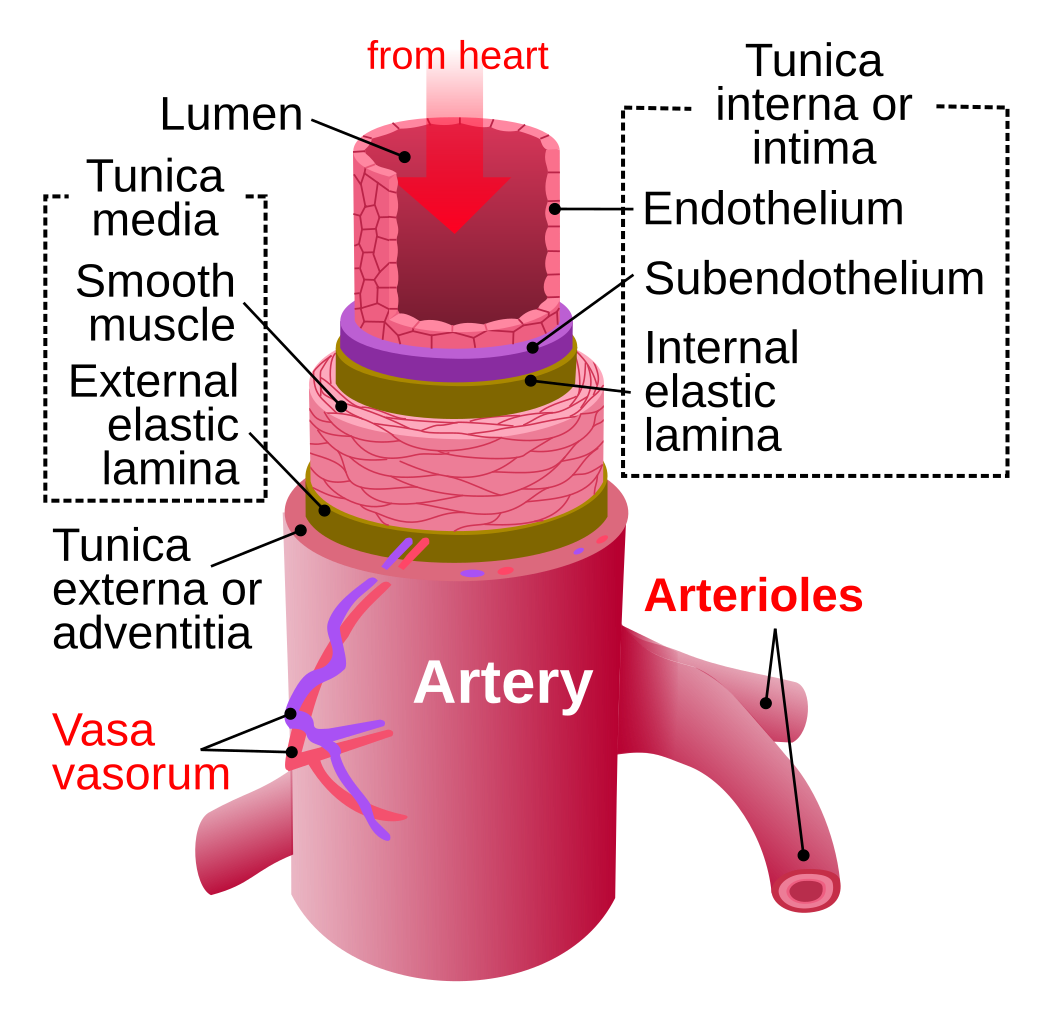 from heart
Lumen
Tunica
media
Smooth
muscle
External
elastic
lamina
Tunica
externa or
adventitia
Vasa
vasorum
Tunica
interna or
intima
Endothelium
Subendothelium
Internal
elastic
lamina
Arterioles
Artery